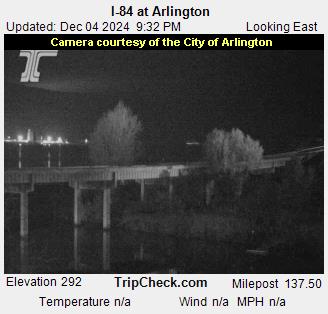 I-84 at Arlington
Updated: Dec 04 2024 9:32 PM Looking East
Camera courtesy of the City of Arlington
Elevation 292 TripCheck.com Milepost 137.50
Temperature n/a Wind n/a MPH n/a